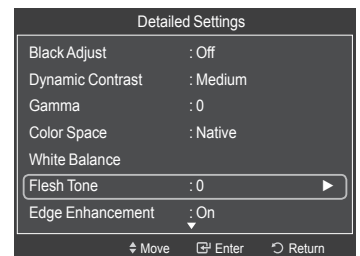 Detailed Settings
Black Adjust : Off
Dynamic Contrast : Medium
Gamma : 0
Color Space : Native
White Balance
Flesh Tone : 0 ►
Edge Enhancement : On
▼
Move Enter Return